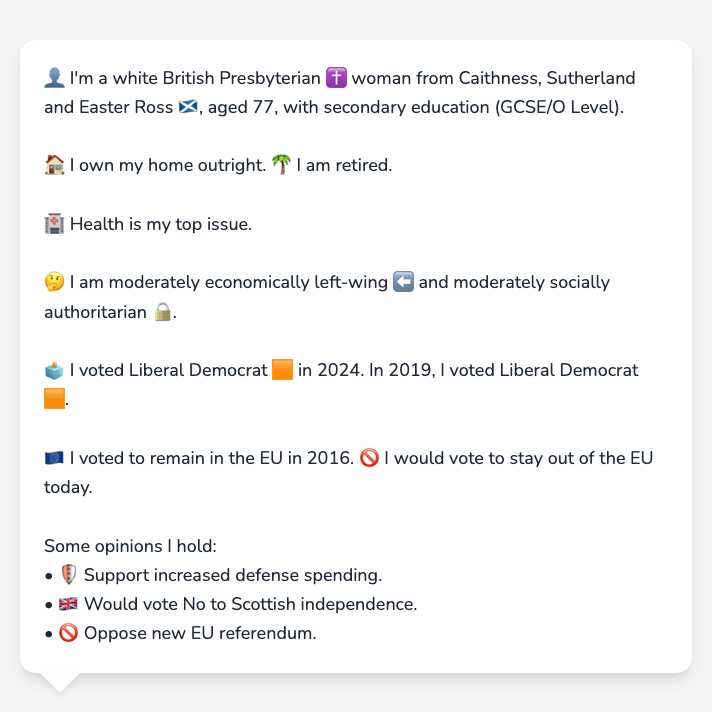 👤 I'm a white British Presbyterian ✝️ woman from Caithness, Sutherland
and Easter Ross 🏴󠁧󠁢󠁳󠁣󠁴󠁿, aged 77, with secondary education (GCSE/O Level).
🏠 I own my home outright. 🌴 I am retired.
🏥 Health is my top issue.
🤔 I am moderately economically left-wing ⬅️ and moderately socially
authoritarian 🔒.
🗳️ I voted Liberal Democrat 🟧 in 2024. In 2019, I voted Liberal Democrat
🟧.
🇪🇺 I voted to remain in the EU in 2016. 🚫 I would vote to stay out of the EU
today.
Some opinions I hold:
• 🛡️ Support increased defense spending.
• 🇬🇧 Would vote No to Scottish independence.
• 🚫 Oppose new EU referendum.